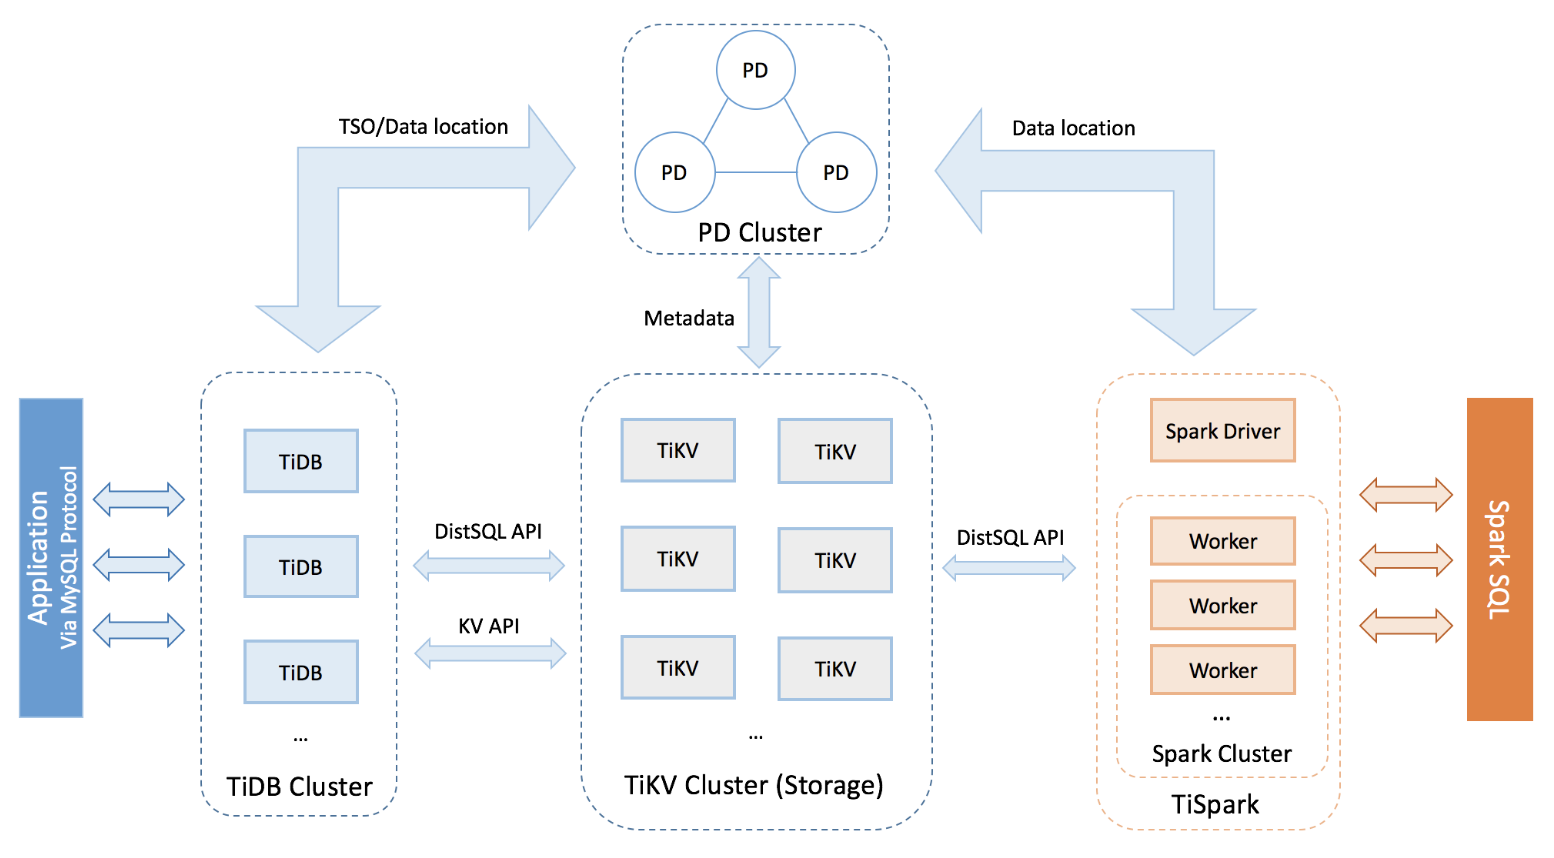 PD
PD
PD
PD Cluster
TSO/Data location
Data location
Metadata
Application
Via MySQL Protocol
TiDB
TiDB
TiDB
...
TiDB Cluster
DistSQL API
KV API
TiKV
TiKV
TiKV
TiKV
TiKV
TiKV
...
TiKV Cluster (Storage)
DistSQL API
Spark Driver
Worker
Worker
Worker
...
Spark Cluster
TiSpark
Spark SQL